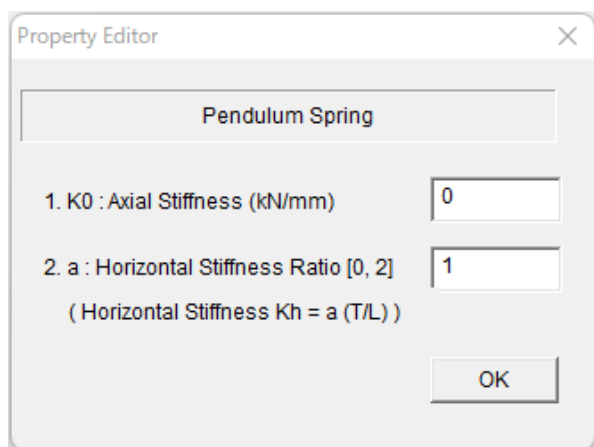 Property Editor
Pendulum Spring
1. K0 : Axial Stiffness (kN/mm)
0
2. a : Horizontal Stiffness Ratio [0, 2]
1
( Horizontal Stiffness Kh = a (T/L) )
OK